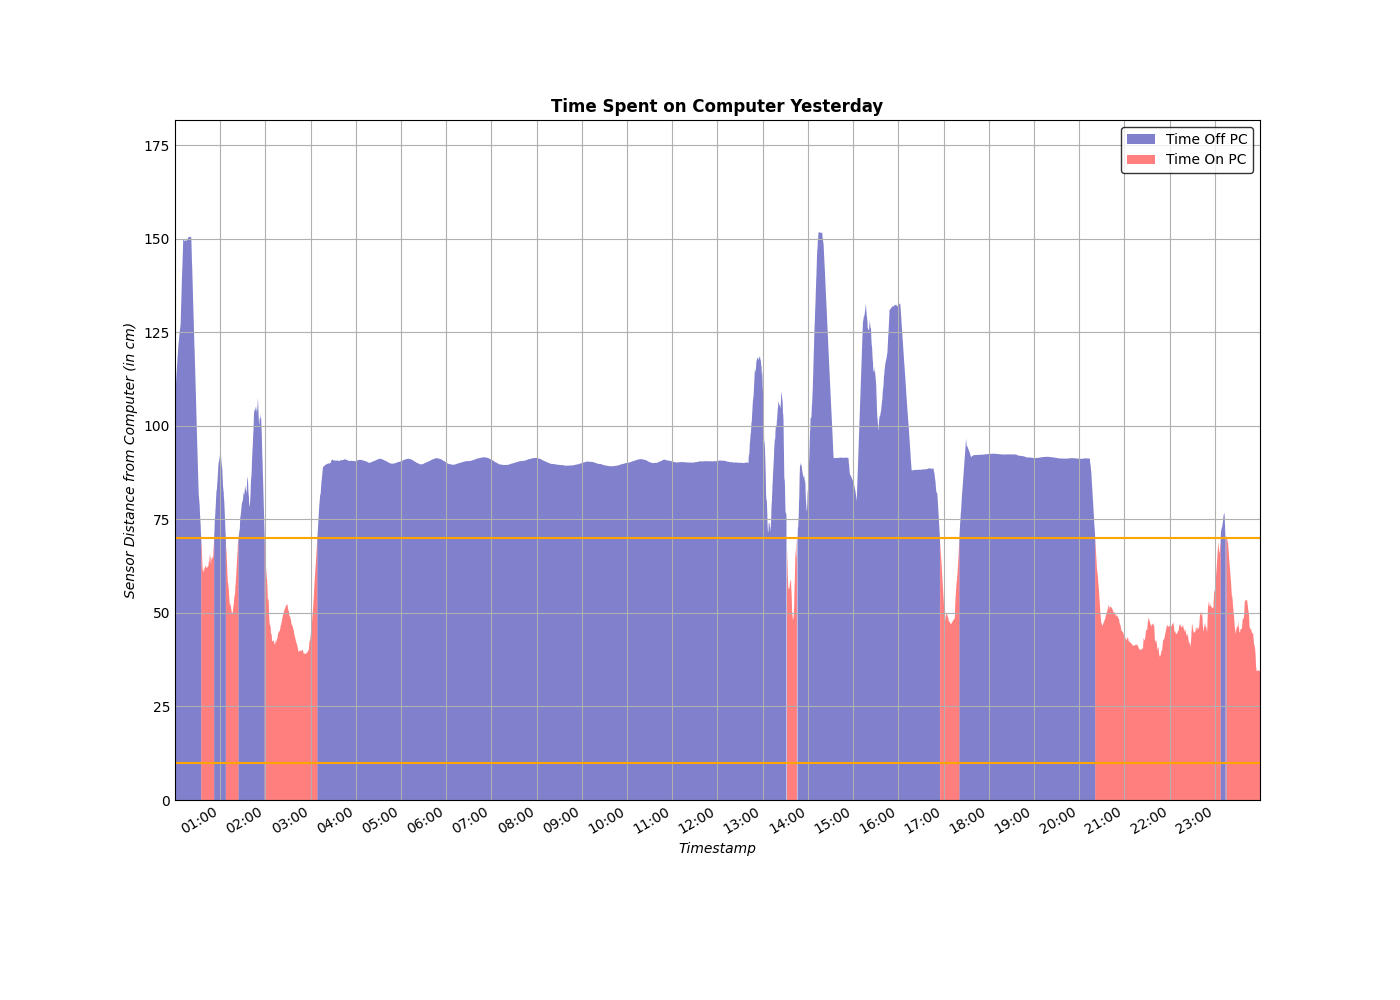 Time Spent on Computer Yesterday
Time Off PC
Time On PC
175
150
125
100
75
50
25
0
Sensor Distance from Computer (in cm)
01:00 02:00 03:00 04:00 05:00 06:00 07:00 08:00 09:00 10:00 11:00 12:00 13:00 14:00 15:00 16:00 17:00 18:00 19:00 20:00 21:00 22:00 23:00
Timestamp